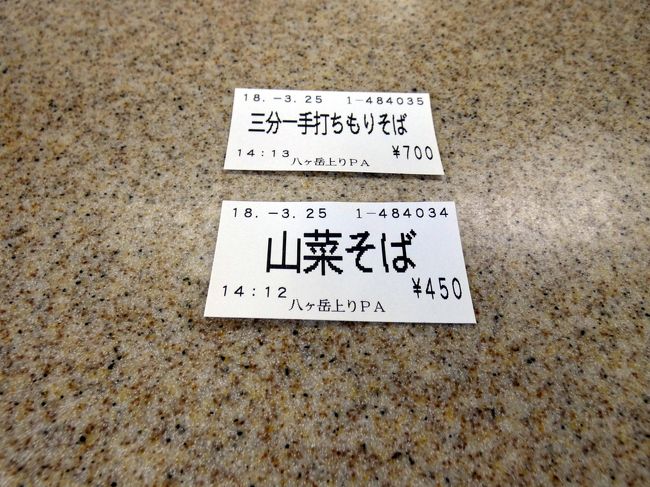 18.-3.25 1-484035
三分一手打ちもりそば
14:13 八ヶ岳上りPA ¥700
18.-3.25 1-484034
山菜そば
14:12 八ヶ岳上りPA ¥450